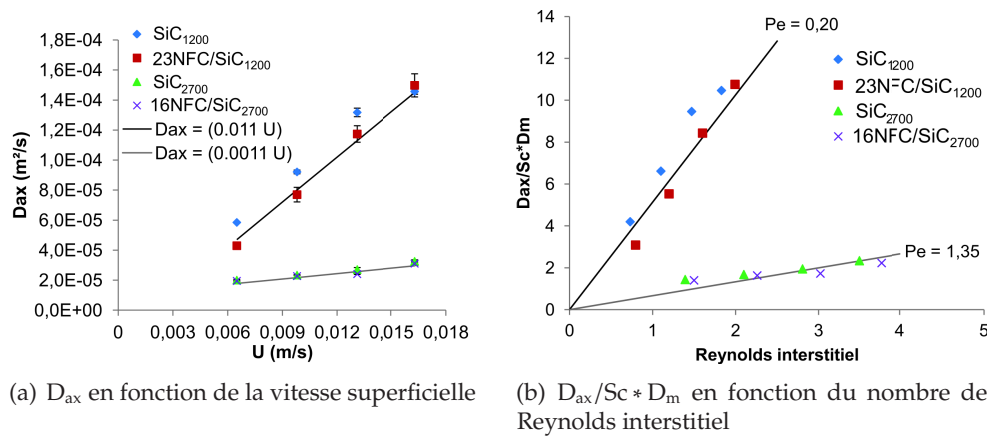 SiC1200
23NFC/SiC1200
SiC2700
16NFC/SiC2700
Dax = (0.011 U)
Dax = (0.0011 U)
Dax (m²/s)
1,8E-04
1,6E-04
1,4E-04
1,2E-04
1,0E-04
8,0E-05
6,0E-05
4,0E-05
2,0E-05
0,0E+00
0
0,003
0,006
0,009
0,012
0,015
0,018
U (m/s)
(a) Dax en fonction de la vitesse superficielle
Pe = 0,20
SiC1200
23NFC/SiC1200
SiC2700
16NFC/SiC2700
Pe = 1,35
Dax/Sc*Dm
14
12
10
8
6
4
2
0
0
1
2
3
4
5
Reynolds interstitiel
(b) Dax/Sc ∗ Dm en fonction du nombre de
Reynolds interstitiel